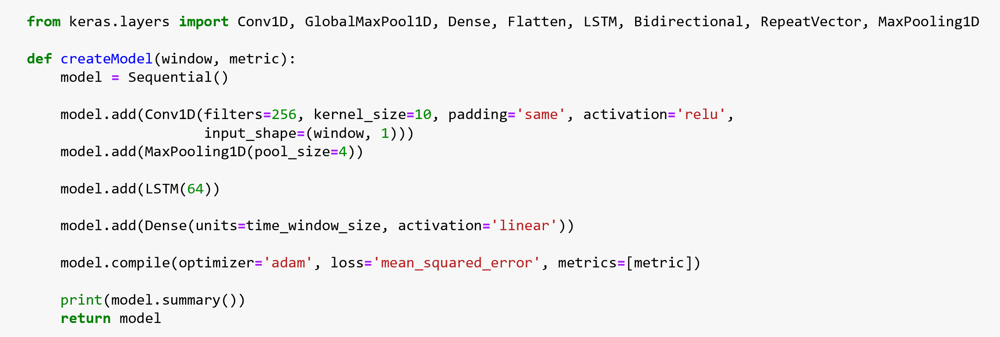 from keras.layers import Conv1D, GlobalMaxPool1D, Dense, Flatten, LSTM, Bidirectional, RepeatVector, MaxPooling1D

def createModel(window, metric):
    model = Sequential()

    model.add(Conv1D(filters=256, kernel_size=10, padding='same', activation='relu',
                     input_shape=(window, 1)))
    model.add(MaxPooling1D(pool_size=4))

    model.add(LSTM(64))

    model.add(Dense(units=time_window_size, activation='linear'))

    model.compile(optimizer='adam', loss='mean_squared_error', metrics=[metric])

    print(model.summary())
    return model